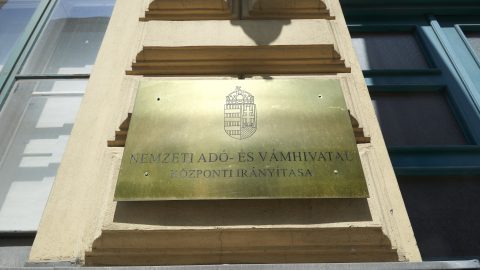 NEMZETI ADÓ- ÉS VÁMHIVATAL
KÖZPONTI IRÁNYÍTÁSA